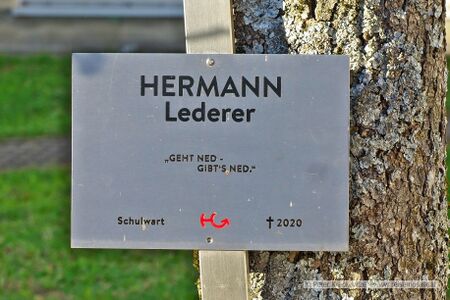 HERMANN
Lederer
„GEHT NED -
GIBT'S NED."
Schulwart
† 2020